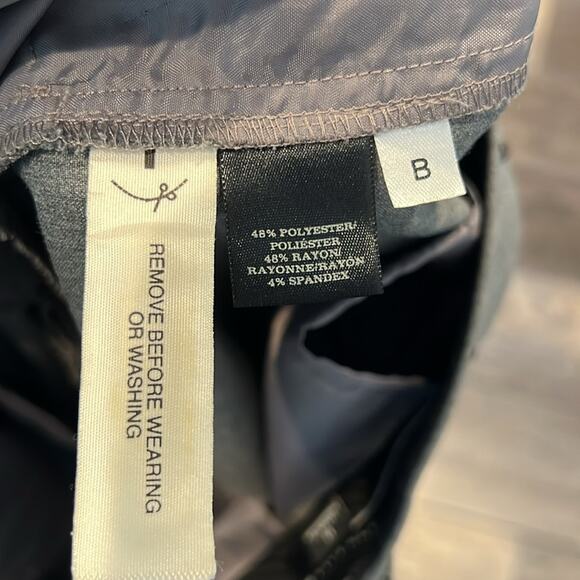 REMOVE BEFORE WEARING
OR WASHING
48% POLYESTER/
POLIÉSTER
48% RAYON/
RAYONNE/RAYON
4% SPANDEX
B